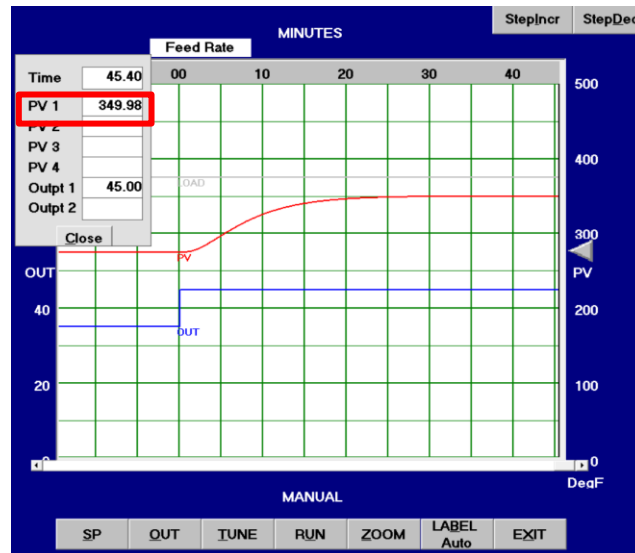 StepIncr StepDec
MINUTES
Feed Rate
Time 45.40
00 10 20 30 40
500
PV 1 349.98
PV 2
PV 3
PV 4
400
Outpt 1 45.00
LOAD
Outpt 2
Close
300
PV
OUT
PV
40
200
OUT
20
100
0
0
DegF
MANUAL
SP OUT TUNE RUN ZOOM LABEL Auto EXIT